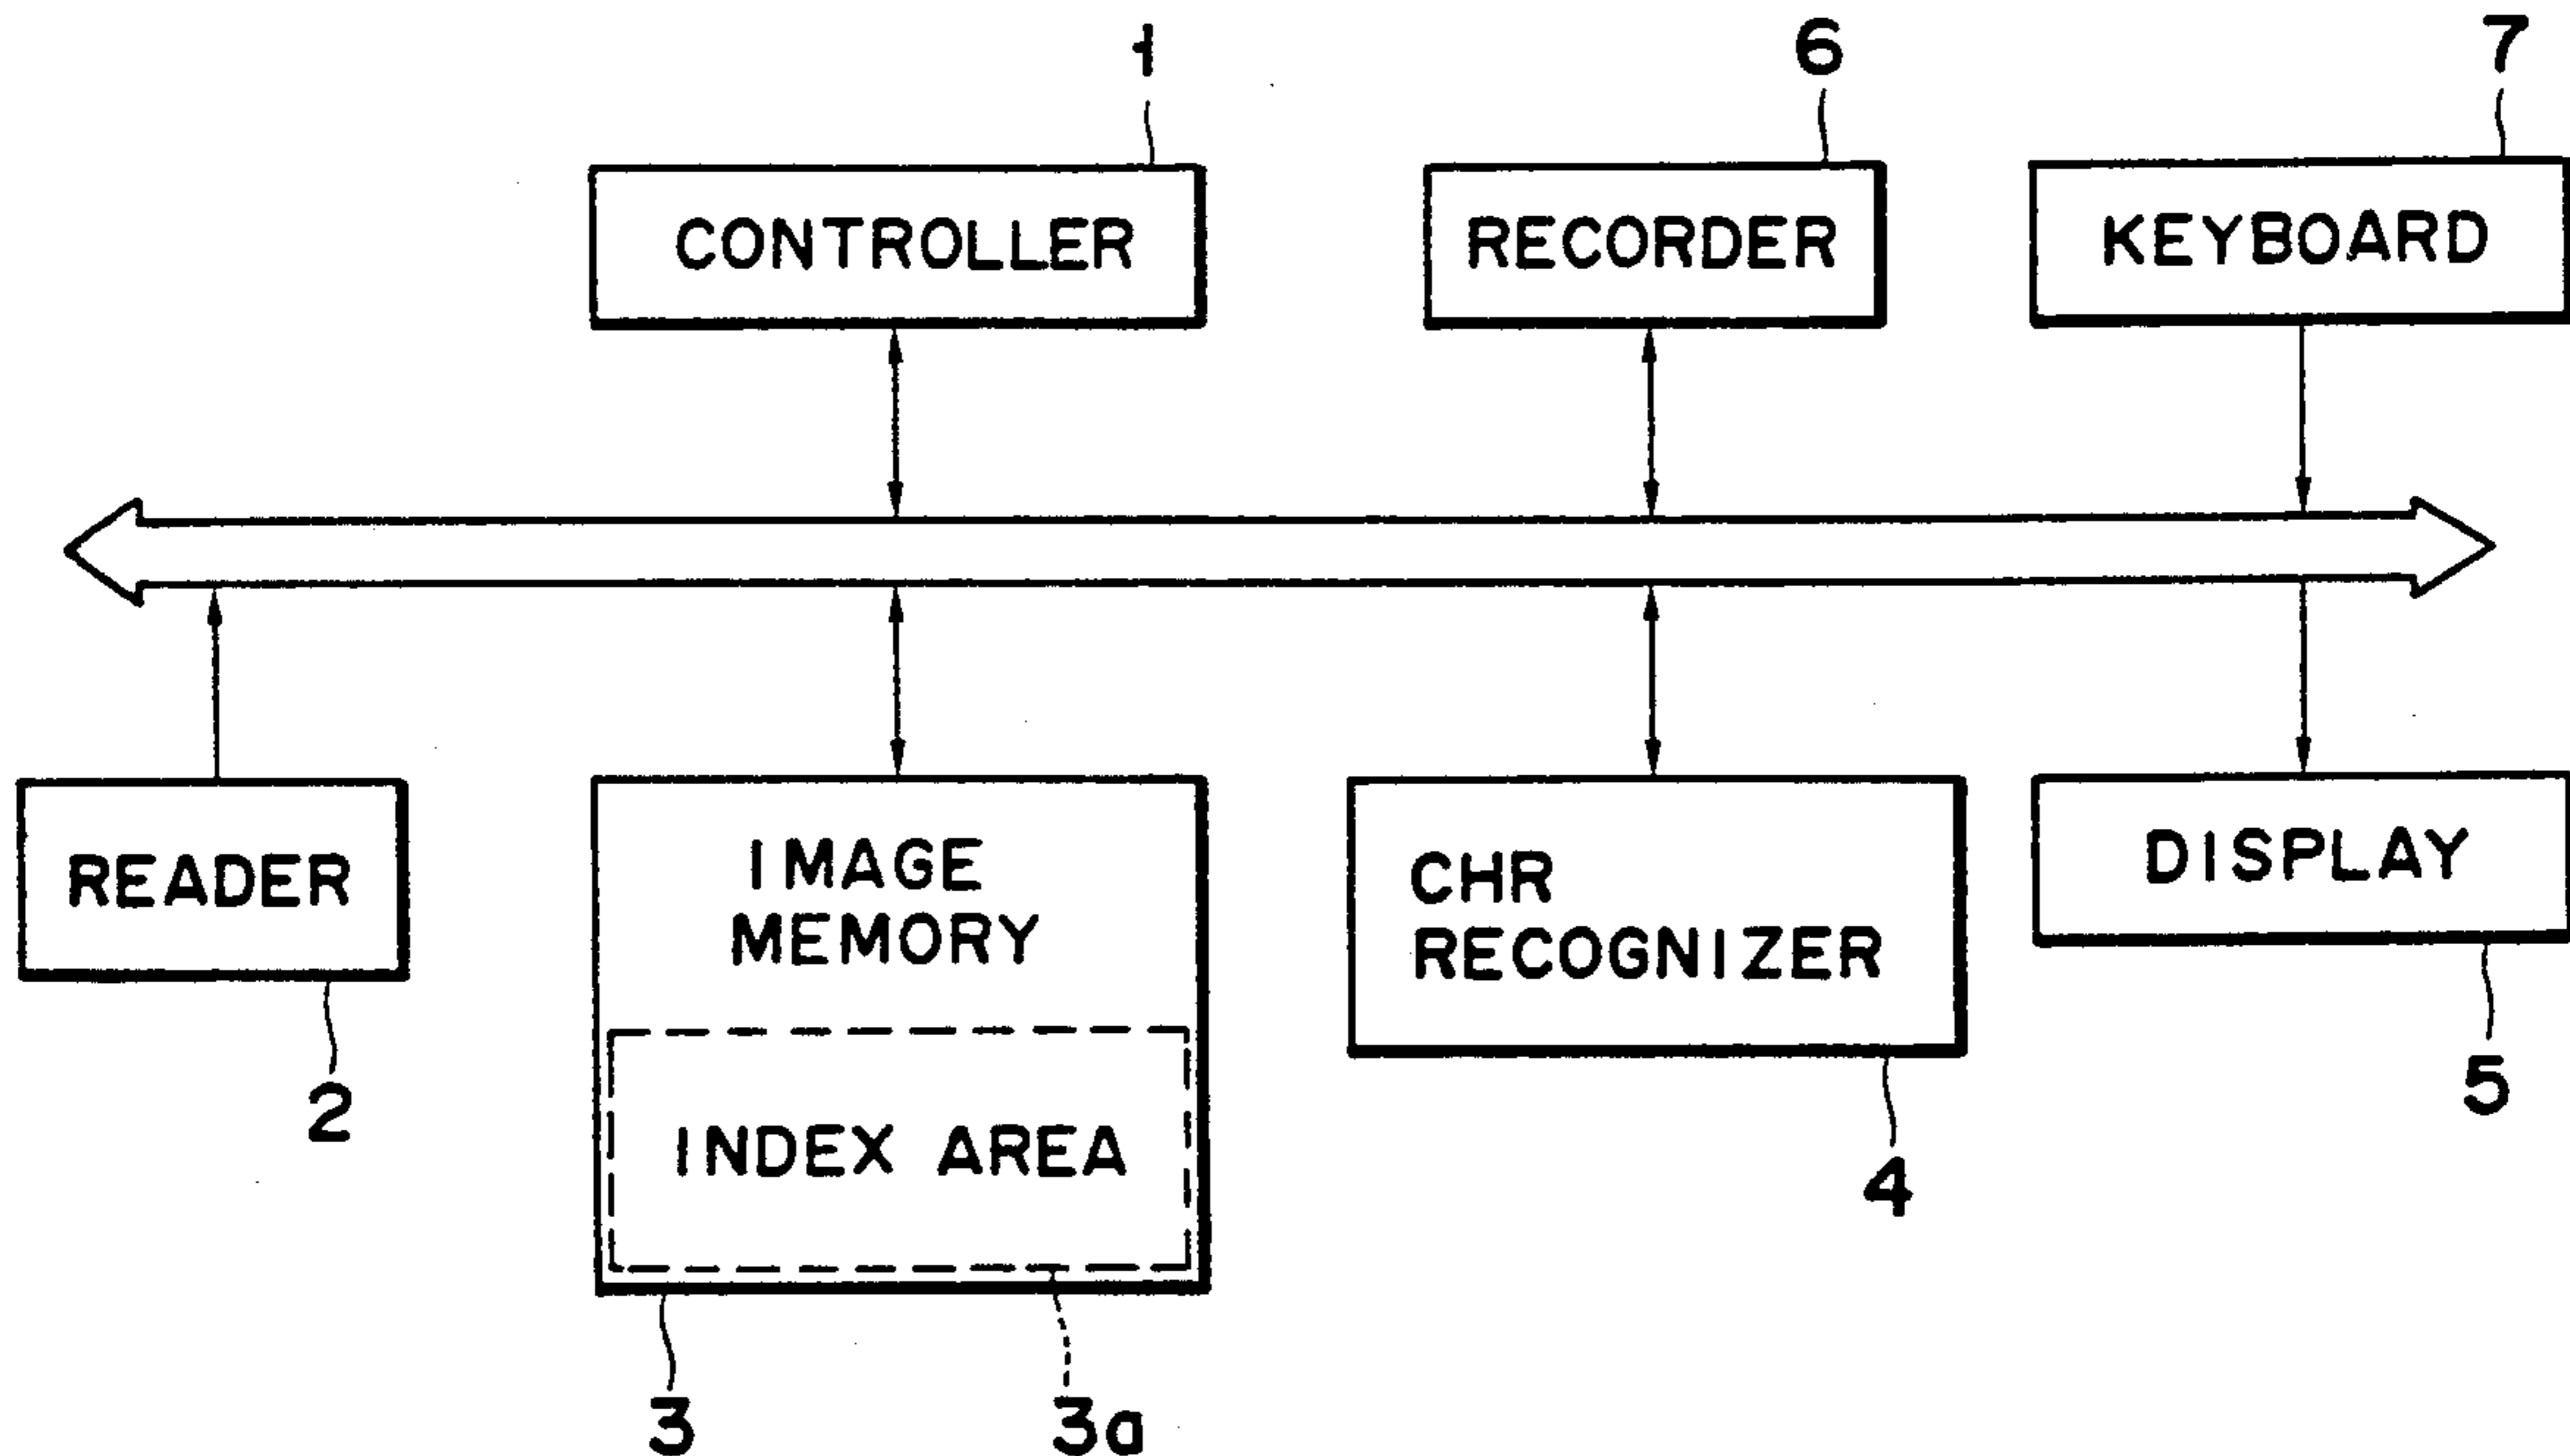 1
6
7
CONTROLLER
RECORDER
KEYBOARD
READER
IMAGE
MEMORY
CHR
RECOGNIZER
DISPLAY
INDEX AREA
2
5
4
3
3a